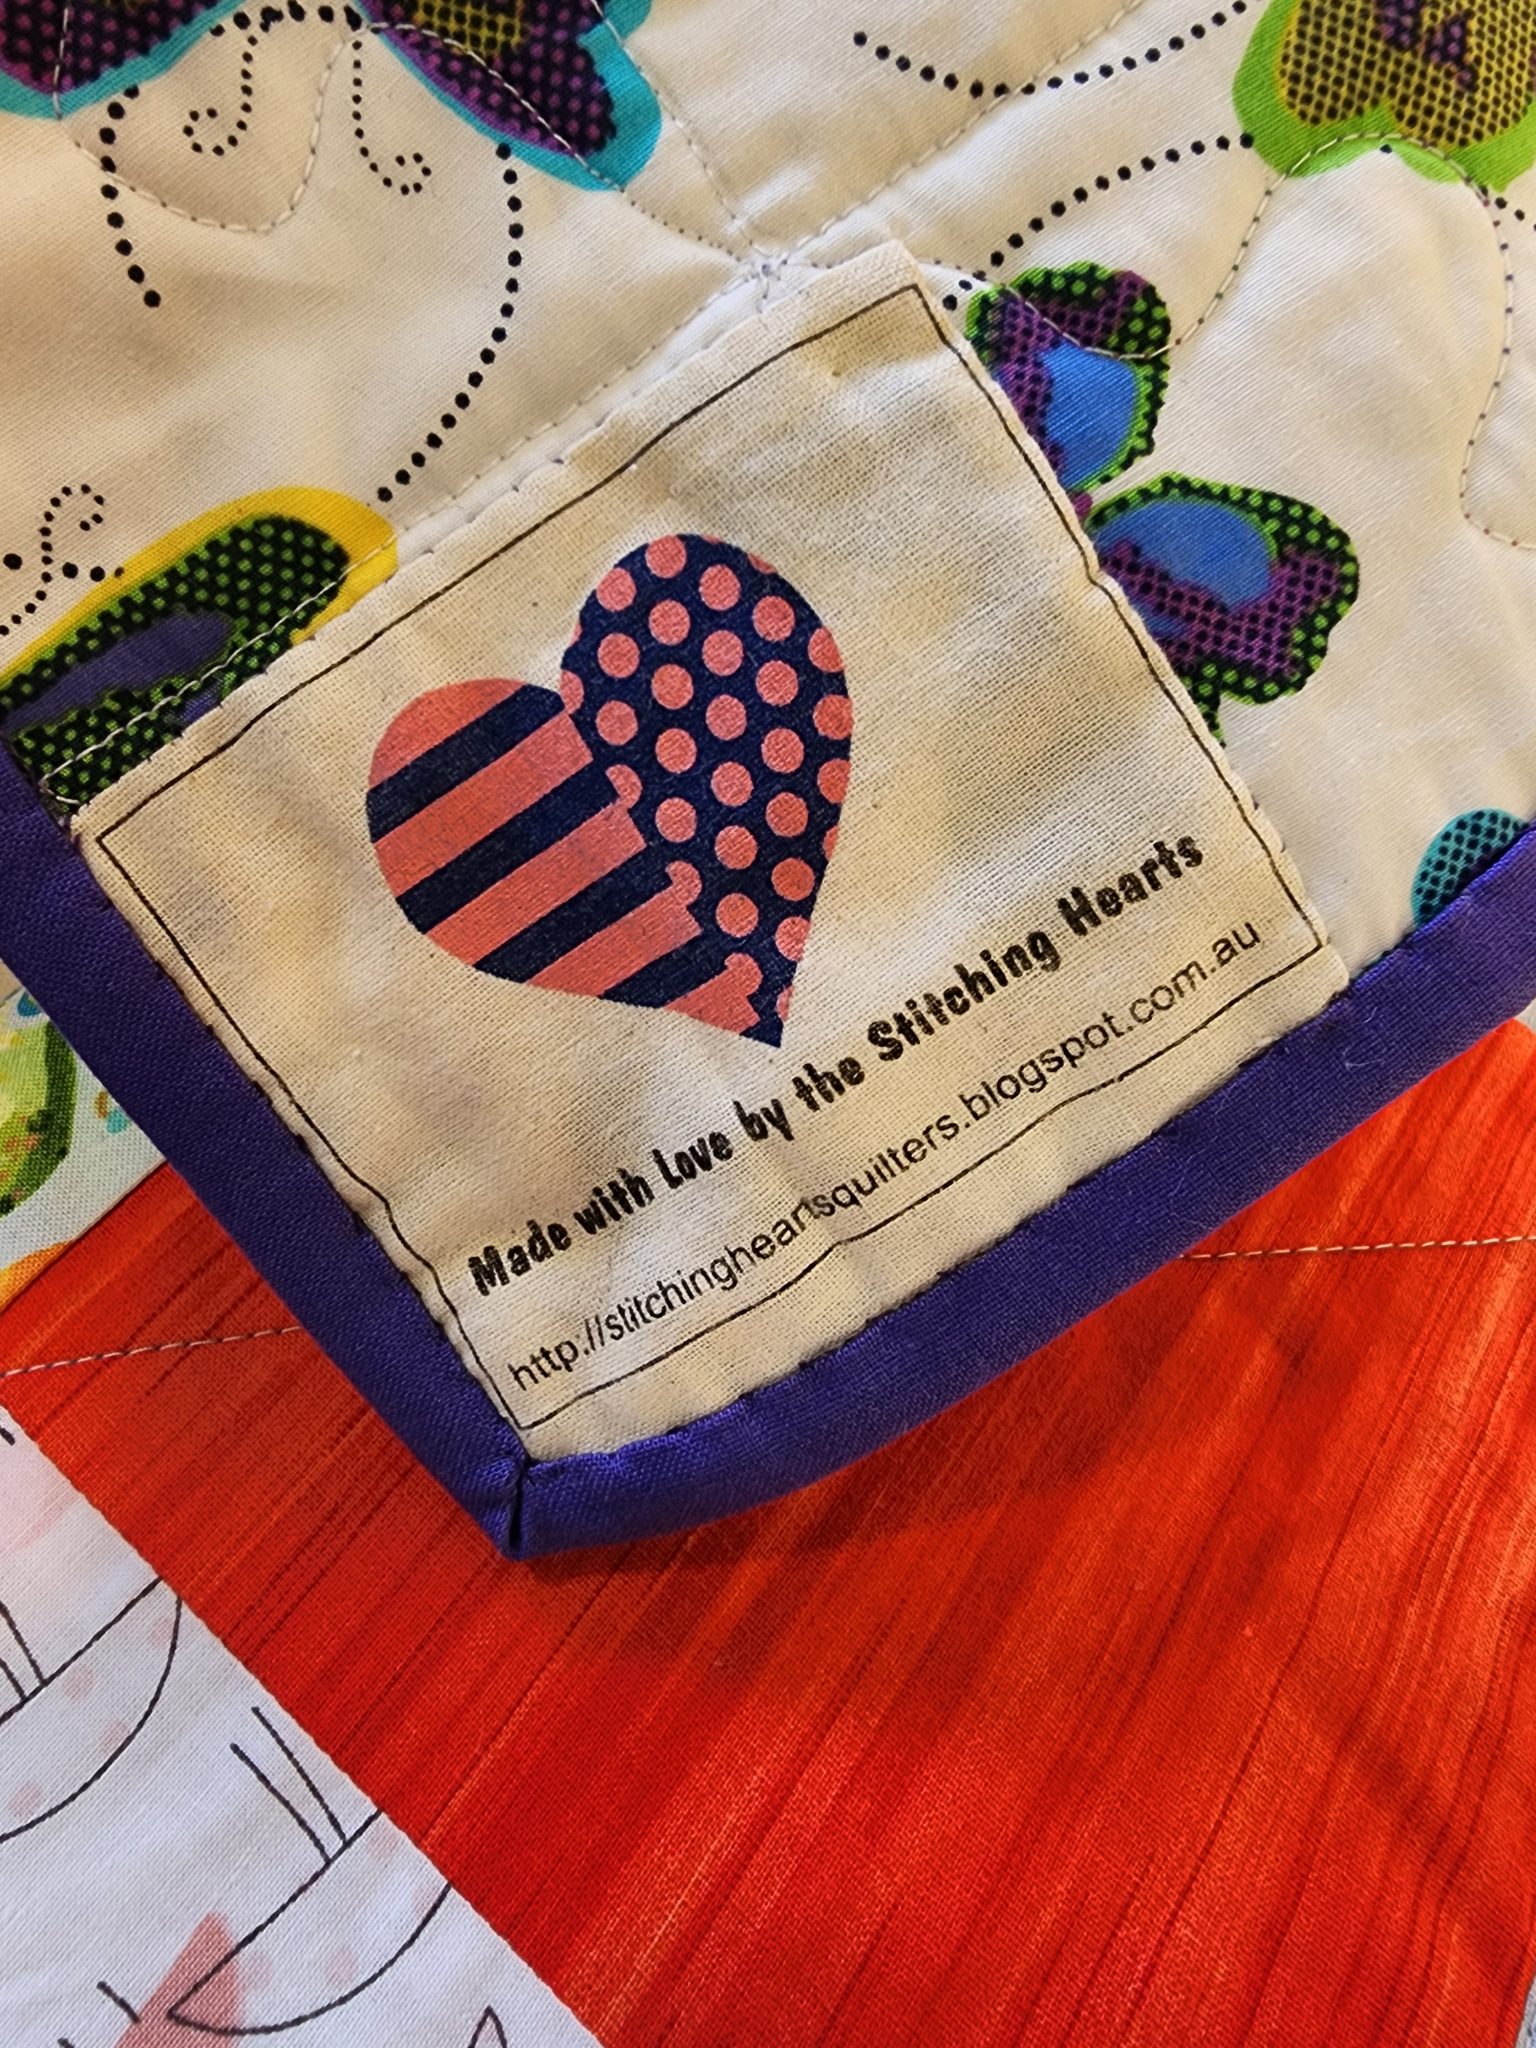 Made with Love by the Stitching Hearts
http://stitchingheartsquilters.blogspot.com.au